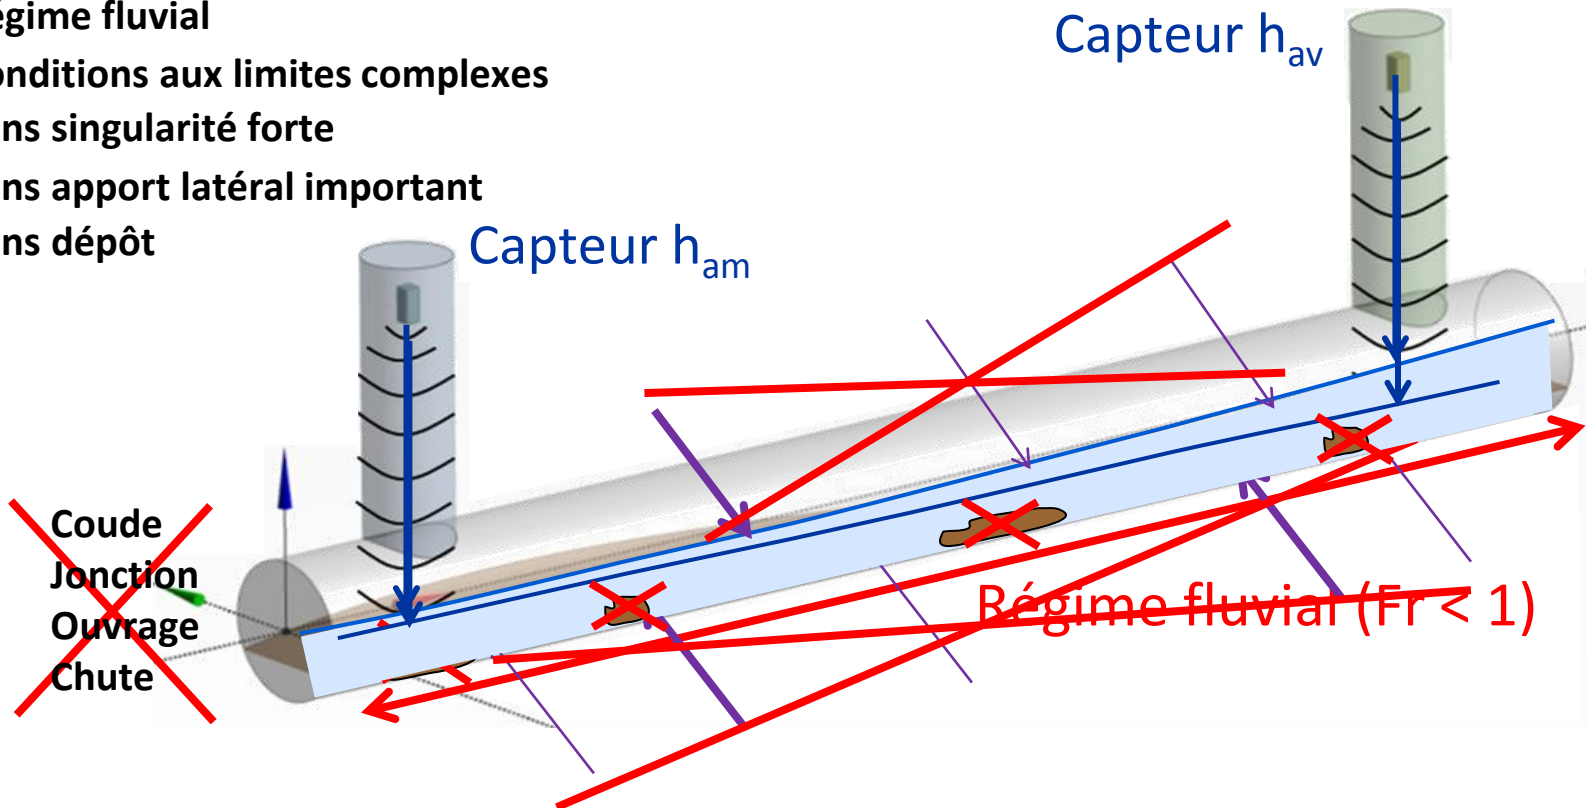 égime fluvial
onditions aux limites complexes
ns singularité forte
ns apport latéral important
ns dépôt
Capteur hav
Capteur ham
Coude
Jonction
Ouvrage
Chute
Régime fluvial (Fr < 1)